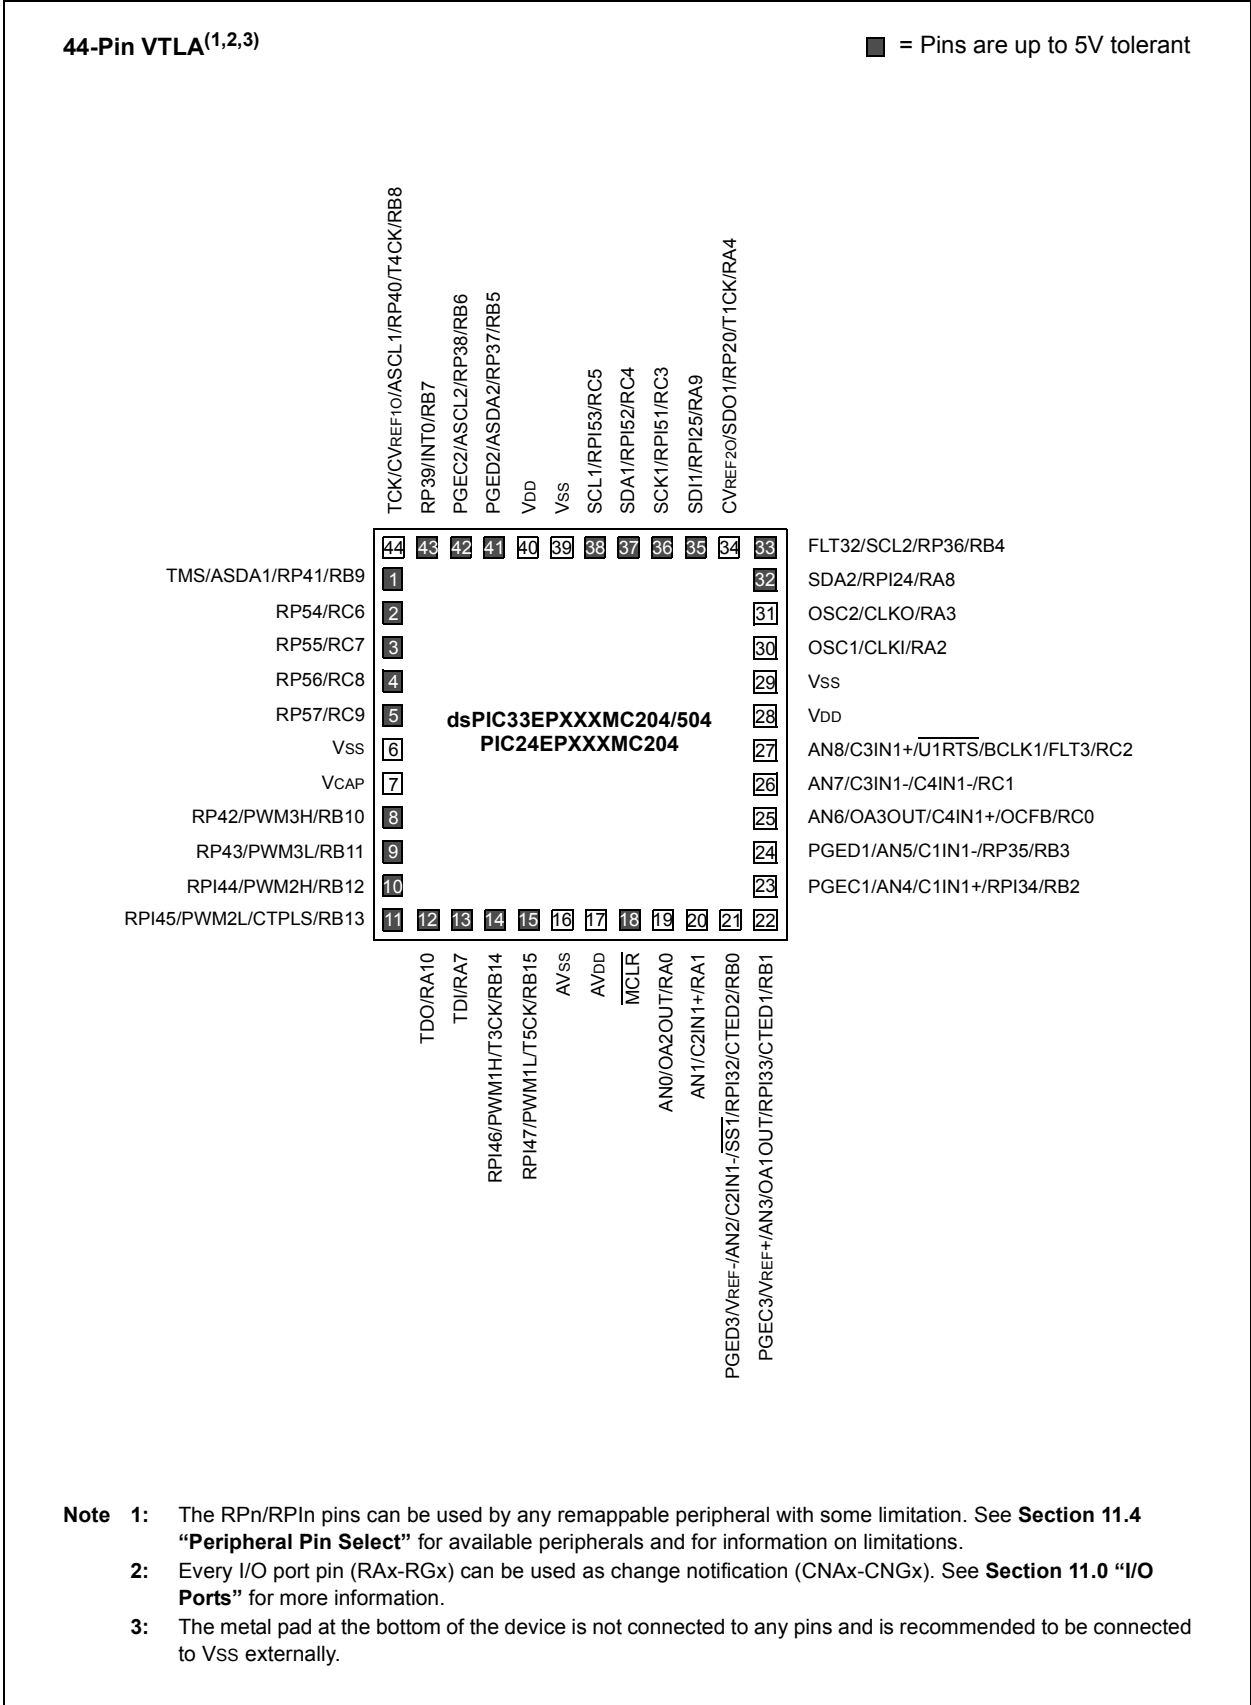 44-Pin VTLA(1,2,3)
= Pins are up to 5V tolerant
TCK/CVREF1O/ASCL1/RP40/T4CK/RB8
RP39/INT0/RB7
PGEC2/ASCL2/RP38/RB6
PGED2/ASDA2/RP37/RB5
VDD
VSS
SCL1/RPI53/RC5
SDA1/RPI52/RC4
SCK1/RPI51/RC3
SDI1/RPI25/RA9
CVREF2O/SDO1/RP20/T1CK/RA4
44 43 42 41 40 39 38 37 36 35 34 33 FLT32/SCL2/RP36/RB4
TMS/ASDA1/RP41/RB9 1 32 SDA2/RPI24/RA8
RP54/RC6 2 31 OSC2/CLKO/RA3
RP55/RC7 3 30 OSC1/CLKI/RA2
RP56/RC8 4 29 VSS
RP57/RC9 5 28 VDD
dsPIC33EPXXXMC204/504
PIC24EPXXXMC204
VSS 6 27 AN8/C3IN1+/U1RTS/BCLK1/FLT3/RC2
VCAP 7 26 AN7/C3IN1-/C4IN1-/RC1
RP42/PWM3H/RB10 8 25 AN6/OA3OUT/C4IN1+/OCFB/RC0
RP43/PWM3L/RB11 9 24 PGED1/AN5/C1IN1-/RP35/RB3
RPI44/PWM2H/RB12 10 23 PGEC1/AN4/C1IN1+/RPI34/RB2
RPI45/PWM2L/CTPLS/RB13 11 12 13 14 15 16 17 18 19 20 21 22
TDO/RA10
TDI/RA7
RPI46/PWM1H/T3CK/RB14
RPI47/PWM1L/T5CK/RB15
AVSS
AVDD
MCLR
AN0/OA2OUT/RA0
AN1/C2IN1+/RA1
PGED3/VREF-/AN2/C2IN1-/SS1/RPI32/CTED2/RB0
PGEC3/VREF+/AN3/OA1OUT/RPI33/CTED1/RB1
Note 1: The RPn/RPIn pins can be used by any remappable peripheral with some limitation. See Section 11.4
“Peripheral Pin Select” for available peripherals and for information on limitations.
2: Every I/O port pin (RAx-RGx) can be used as change notification (CNAx-CNGx). See Section 11.0 “I/O
Ports” for more information.
3: The metal pad at the bottom of the device is not connected to any pins and is recommended to be connected
to VSS externally.